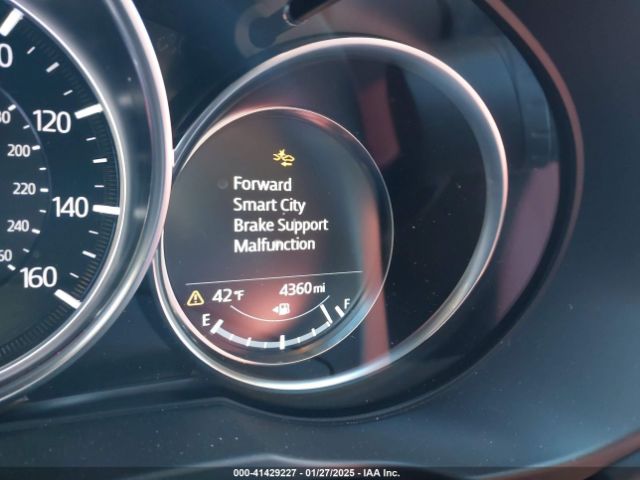 120
200
220
140
240
160
Forward
Smart City
Brake Support
Malfunction
42°F
4360 mi
E
F
000-41429227 - 01/27/2025 - IAA Inc.